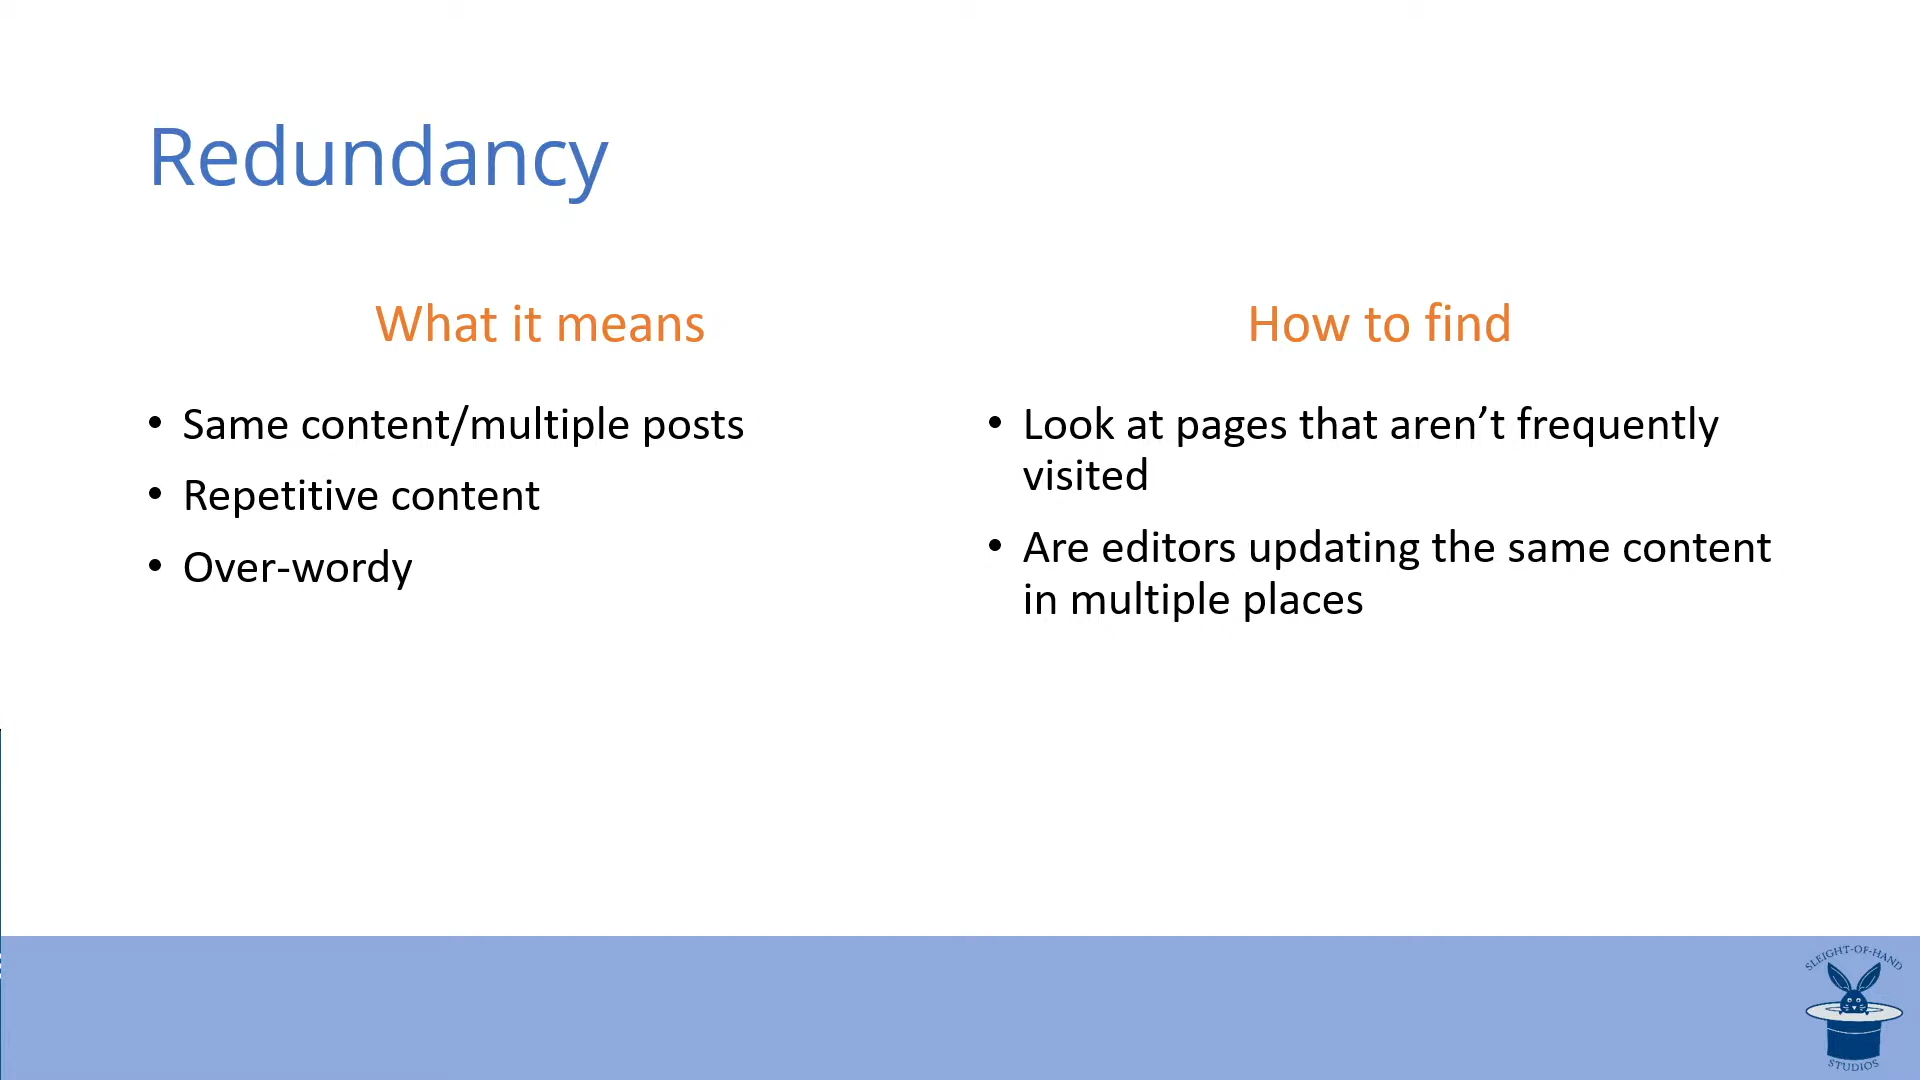 Redundancy
What it means
• Same content/multiple posts
• Repetitive content
• Over-wordy
How to find
• Look at pages that aren’t frequently
visited
• Are editors updating the same content
in multiple places
SLEIGHT-OF-HAND
STUDIOS